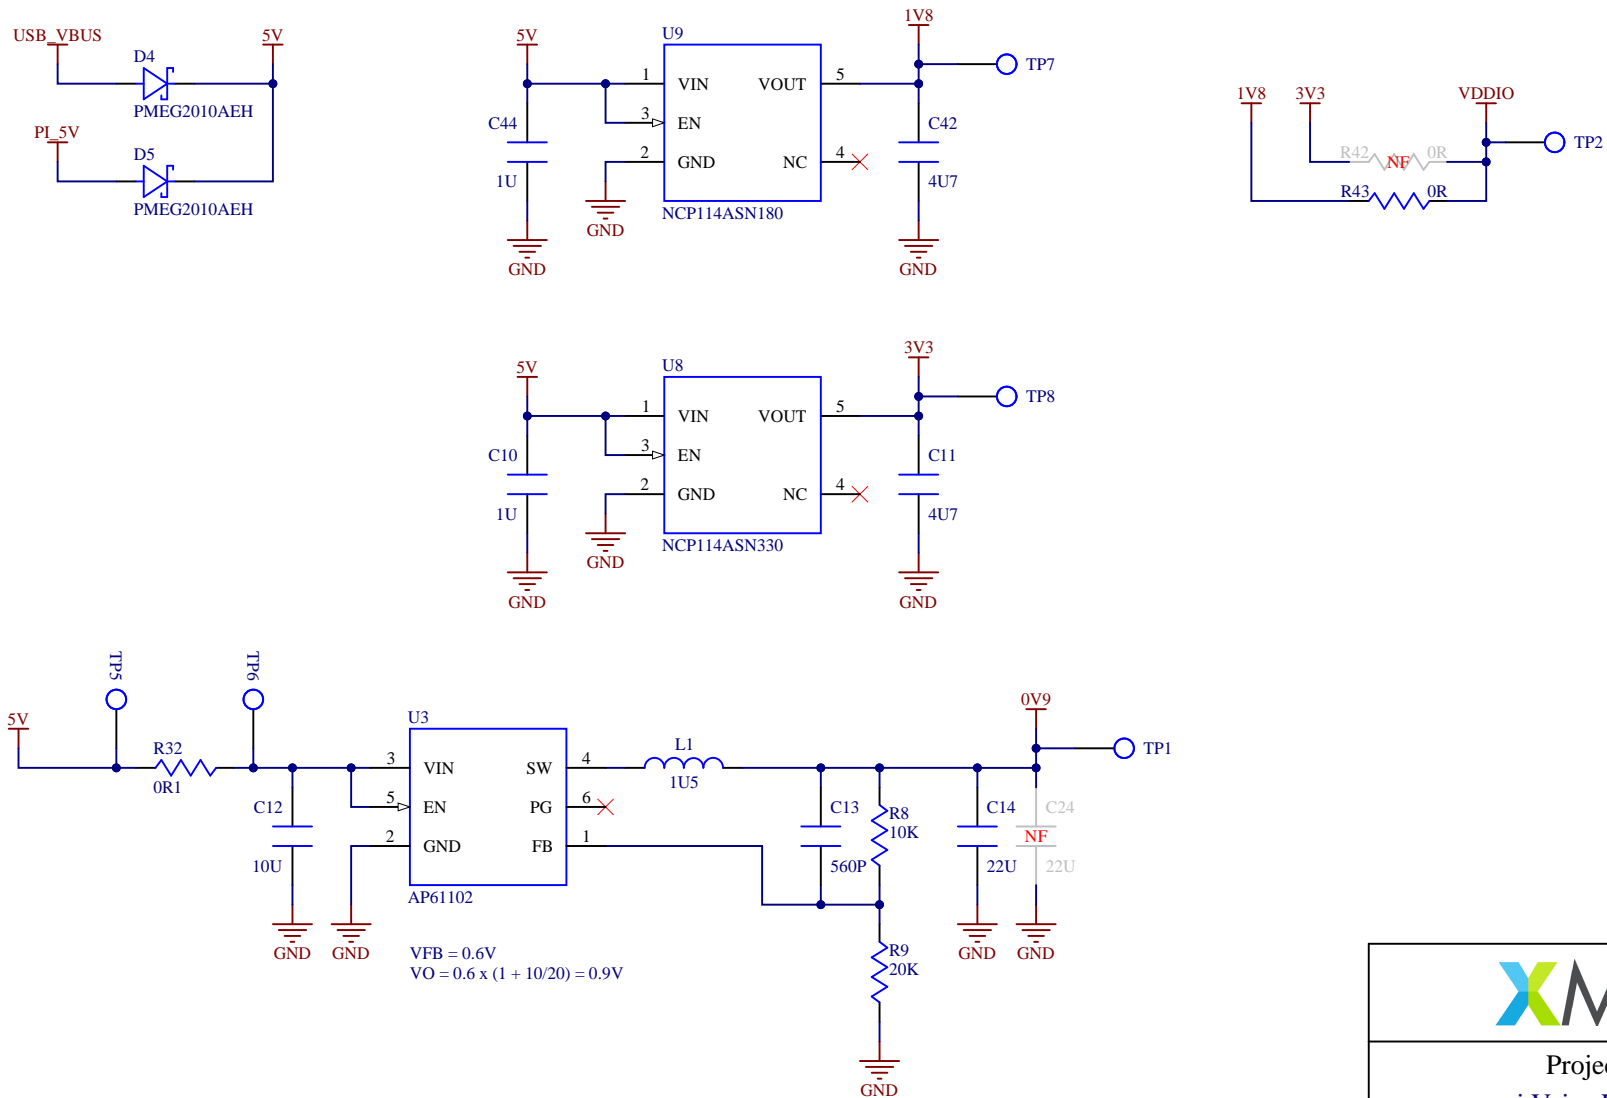 USB_VBUS
5V
D4
PMEG2010AEH
PI_5V
D5
PMEG2010AEH
5V
U9
1V8
1
VIN
VOUT
5
TP7
3
EN
C44
1U
2
GND
NC
4
C42
4U7
NCP114ASN180
GND
GND
GND
1V8
3V3
VDDIO
R42
NF
0R
TP2
R43
0R
5V
U8
3V3
1
VIN
VOUT
5
TP8
3
EN
C10
1U
2
GND
NC
4
C11
4U7
NCP114ASN330
GND
GND
GND
5V
TP5
TP6
R32
0R1
C12
10U
GND
GND
U3
3
VIN
SW
4
5
EN
PG
6
2
GND
FB
1
AP61102
L1
1U5
C13
560P
R8
10K
C14
22U
C24
NF
22U
0V9
TP1
GND
GND
R9
20K
GND
VFB = 0.6V
VO = 0.6 x (1 + 10/20) = 0.9V
XM